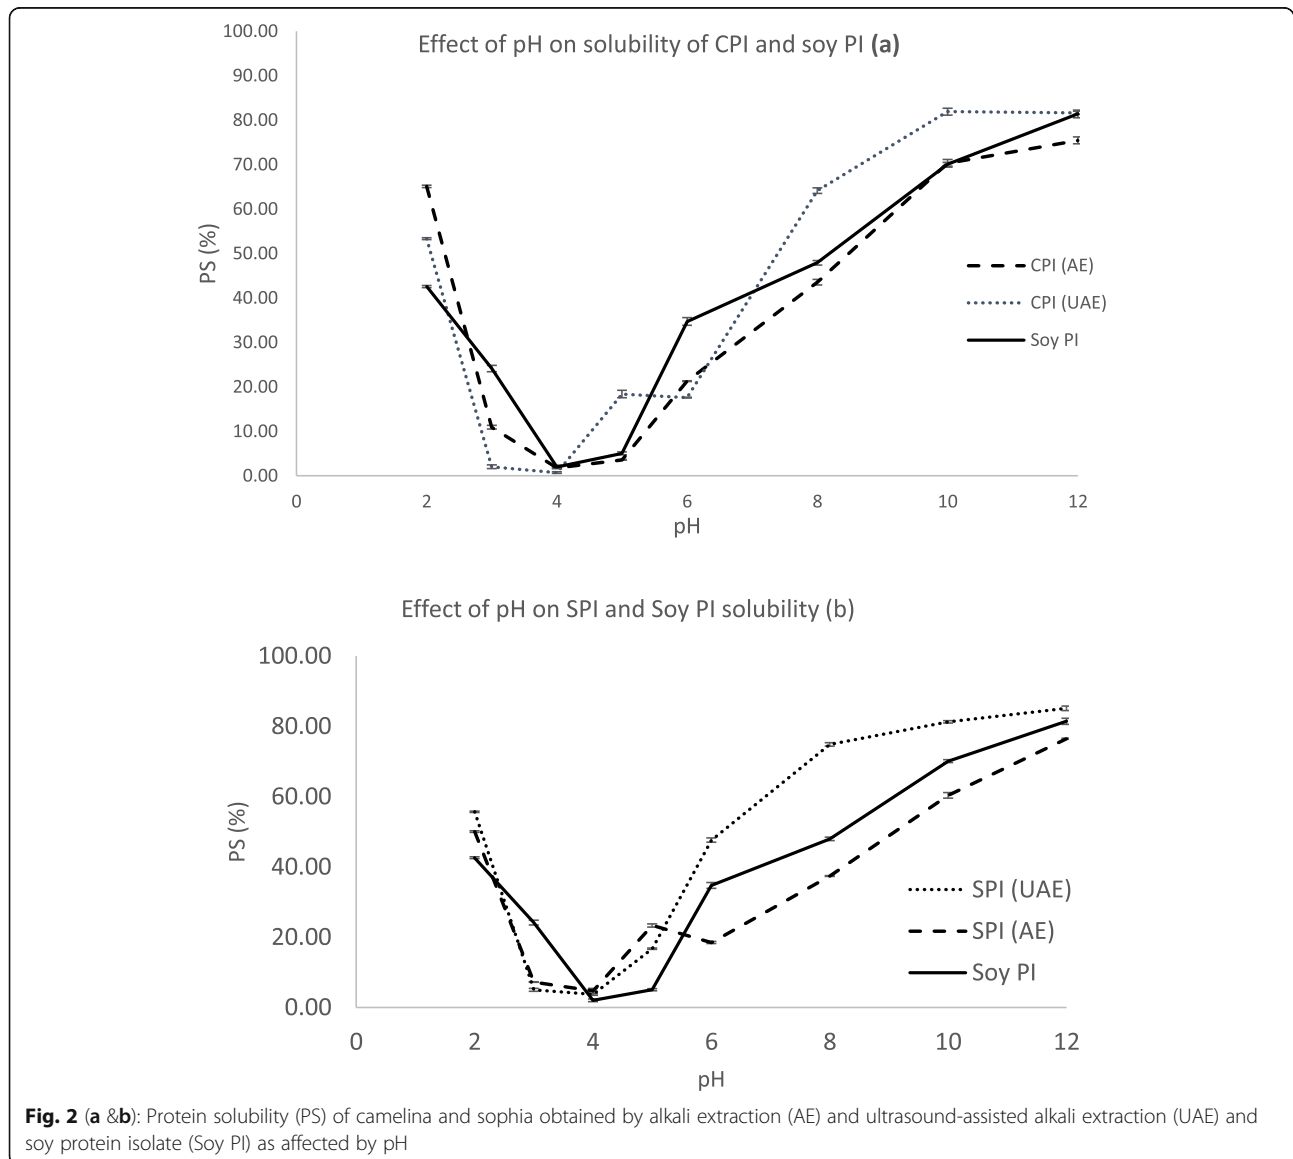 Effect of pH on solubility of CPI and soy PI (a)
100.00
90.00
80.00
70.00
60.00
50.00
40.00
30.00
20.00
10.00
0.00
PS (%)
0 2 4 6 8 10 12
pH
CPI (AE)
CPI (UAE)
Soy PI
Effect of pH on SPI and Soy PI solubility (b)
100.00
80.00
60.00
40.00
20.00
0.00
PS (%)
0 2 4 6 8 10 12
pH
SPI (UAE)
SPI (AE)
Soy PI
Fig. 2 (a &b): Protein solubility (PS) of camelina and sophia obtained by alkali extraction (AE) and ultrasound-assisted alkali extraction (UAE) and
soy protein isolate (Soy PI) as affected by pH